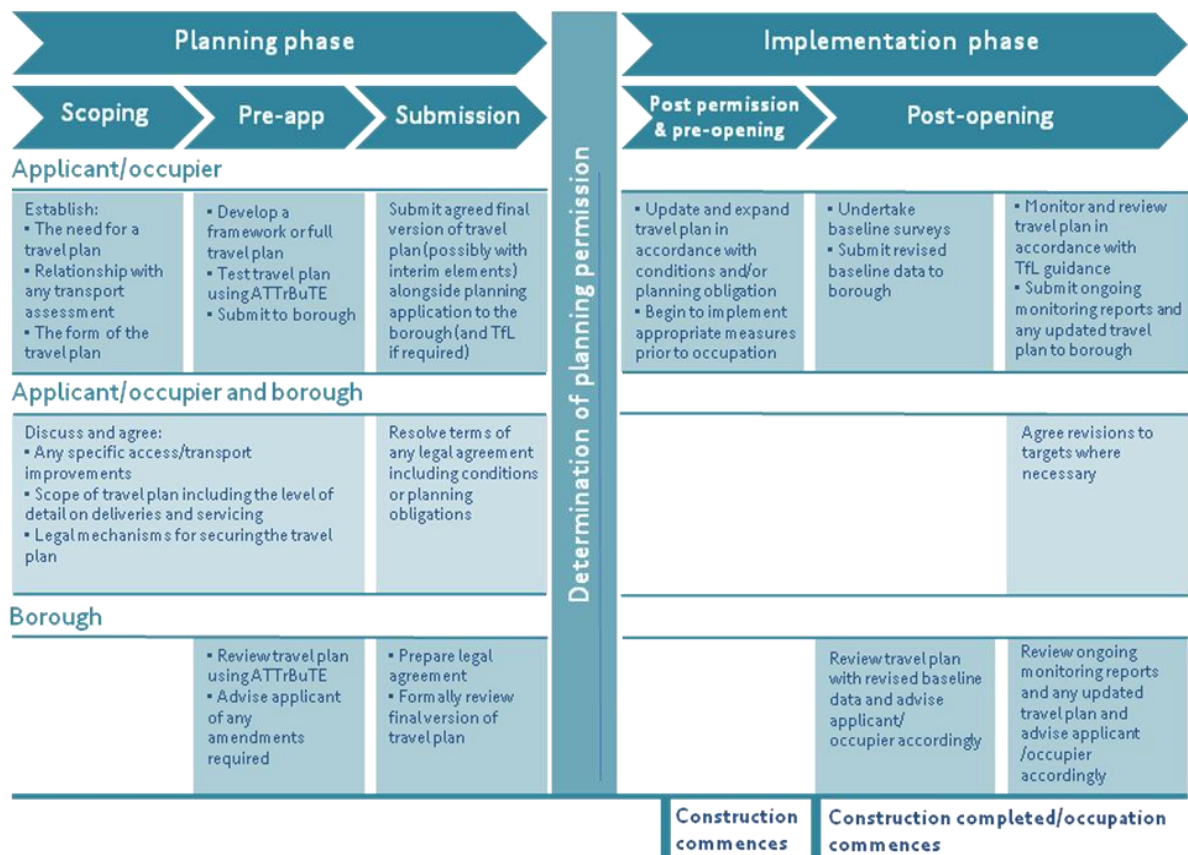 Planning phase
Implementation phase
Scoping
Pre-app
Submission
Post permission
& pre-opening
Post-opening
Determination of planning permission
Applicant/occupier
Establish:
▪ The need for a
travel plan
▪ Relationship with
any transport
assessment
▪ The form of the
travel plan
▪ Develop a
framework or full
travel plan
▪ Test travel plan
using ATTrBuTE
▪ Submit to borough
Submit agreed final
version of travel
plan (possibly with
interim elements)
alongside planning
application to the
borough (and TfL
if required)
▪ Update and expand
travel plan in
accordance with
conditions and/or
planning obligation
▪ Begin to implement
appropriate measures
prior to occupation
▪ Undertake
baseline surveys
▪ Submit revised
baseline data to
borough
▪ Monitor and review
travel plan in
accordance with
TfL guidance
▪ Submit ongoing
monitoring reports and
any updated travel
plan to borough
Applicant/occupier and borough
Discuss and agree:
▪ Any specific access/transport
improvements
▪ Scope of travel plan including the level of
detail on deliveries and servicing
▪ Legal mechanisms for securing the travel
plan
Resolve terms of
any legal agreement
including conditions
or planning
obligations
Agree revisions to
targets where
necessary
Borough
▪ Review travel plan
using ATTrBuTE
▪ Advise applicant
of any
amendments
required
▪ Prepare legal
agreement
▪ Formally review
final version of
travel plan
Review travel plan
with revised baseline
data and advise
applicant/
occupier accordingly
Review ongoing
monitoring reports
and any updated
travel plan and
advise applicant
/occupier
accordingly
Construction
commences
Construction completed/occupation
commences